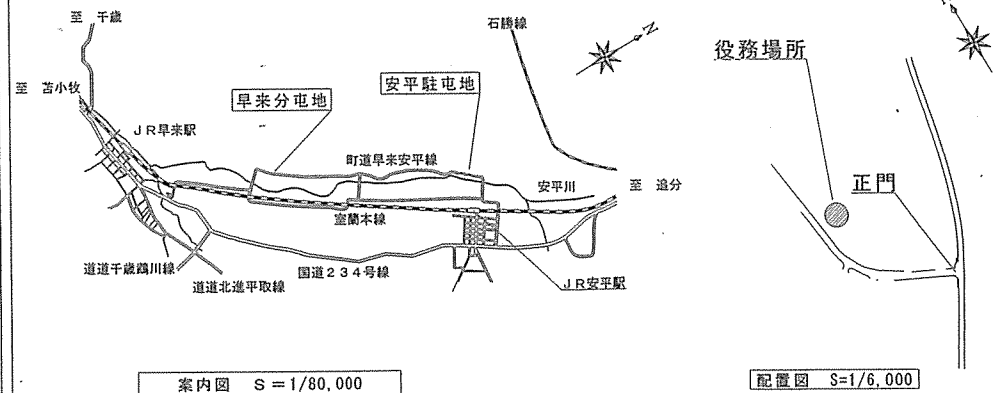 至 千歳
石勝線
N
至 苫小牧
早来分屯地
安平駐屯地
役務場所
JR早来駅
町道早来安平線
安平川
至 追分
正門
室蘭本線
道道千歳鵡川線
道道北進平取線
国道234号線
JR安平駅
案内図 S=1/80,000
配置図 S=1/6,000